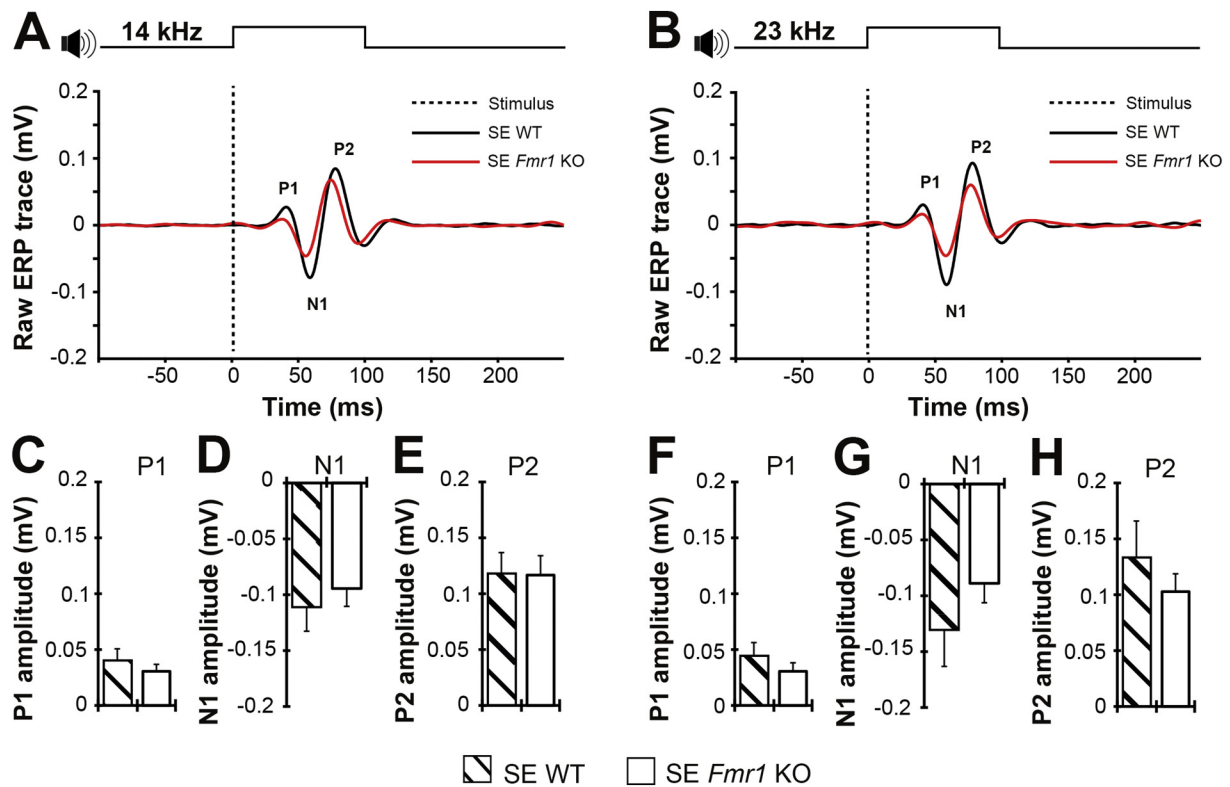 A
14 kHz
0.2
0.1
0
-0.1
-0.2
Raw ERP trace (mV)
Stimulus
SE WT
SE Fmr1 KO
P1
P2
N1
-50
0
50
100
150
200
Time (ms)
B
23 kHz
0.2
0.1
0
-0.1
-0.2
Raw ERP trace (mV)
Stimulus
SE WT
SE Fmr1 KO
P1
P2
N1
-50
0
50
100
150
200
Time (ms)
C
P1
0.2
0.15
0.1
0.05
0
P1 amplitude (mV)
D
N1
0
-0.05
-0.1
-0.15
-0.2
N1 amplitude (mV)
E
P2
0.2
0.15
0.1
0.05
0
P2 amplitude (mV)
F
P1
0.2
0.15
0.1
0.05
0
P1 amplitude (mV)
G
N1
0
-0.05
-0.1
-0.15
-0.2
N1 amplitude (mV)
H
P2
0.2
0.15
0.1
0.05
0
P2 amplitude (mV)
SE WT
SE Fmr1 KO